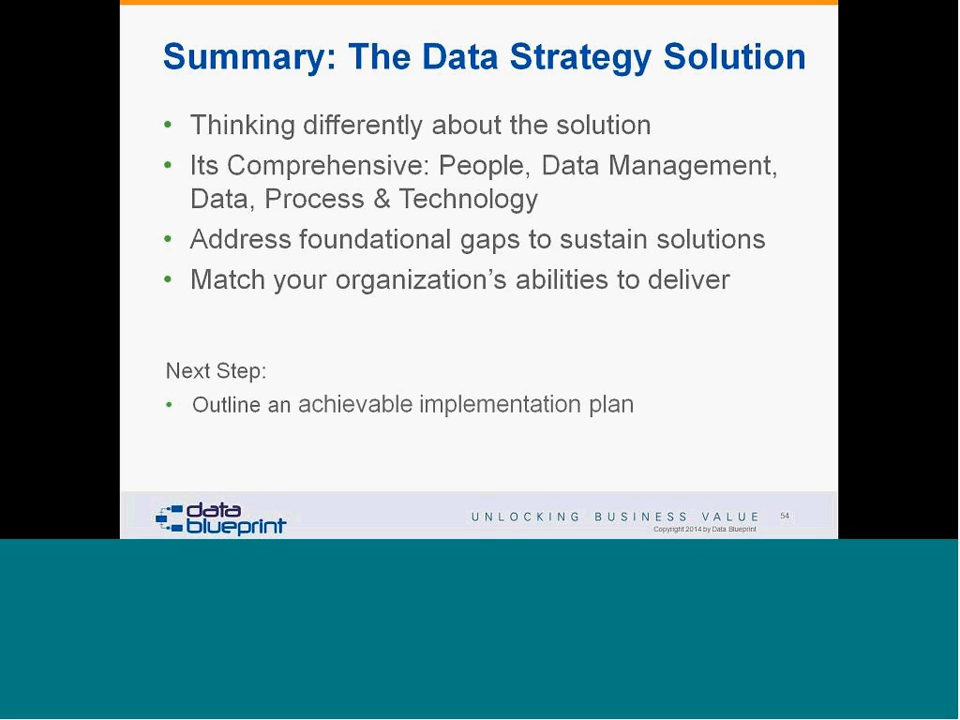 Summary: The Data Strategy Solution
• Thinking differently about the solution
• Its Comprehensive: People, Data Management,
Data, Process & Technology
• Address foundational gaps to sustain solutions
• Match your organization's abilities to deliver
Next Step:
• Outline an achievable implementation plan
data
blueprint
UNLOCKING BUSINESS VALUE 54
Copyright 2014 by Data Blueprint